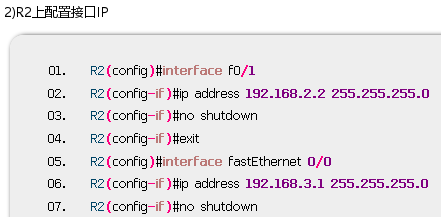 2)R2上配置接口IP
01. R2(config)#interface f0/1
02. R2(config-if)#ip address 192.168.2.2 255.255.255.0
03. R2(config-if)#no shutdown
04. R2(config-if)#exit
05. R2(config)#interface fastEthernet 0/0
06. R2(config-if)#ip address 192.168.3.1 255.255.255.0
07. R2(config-if)#no shutdown